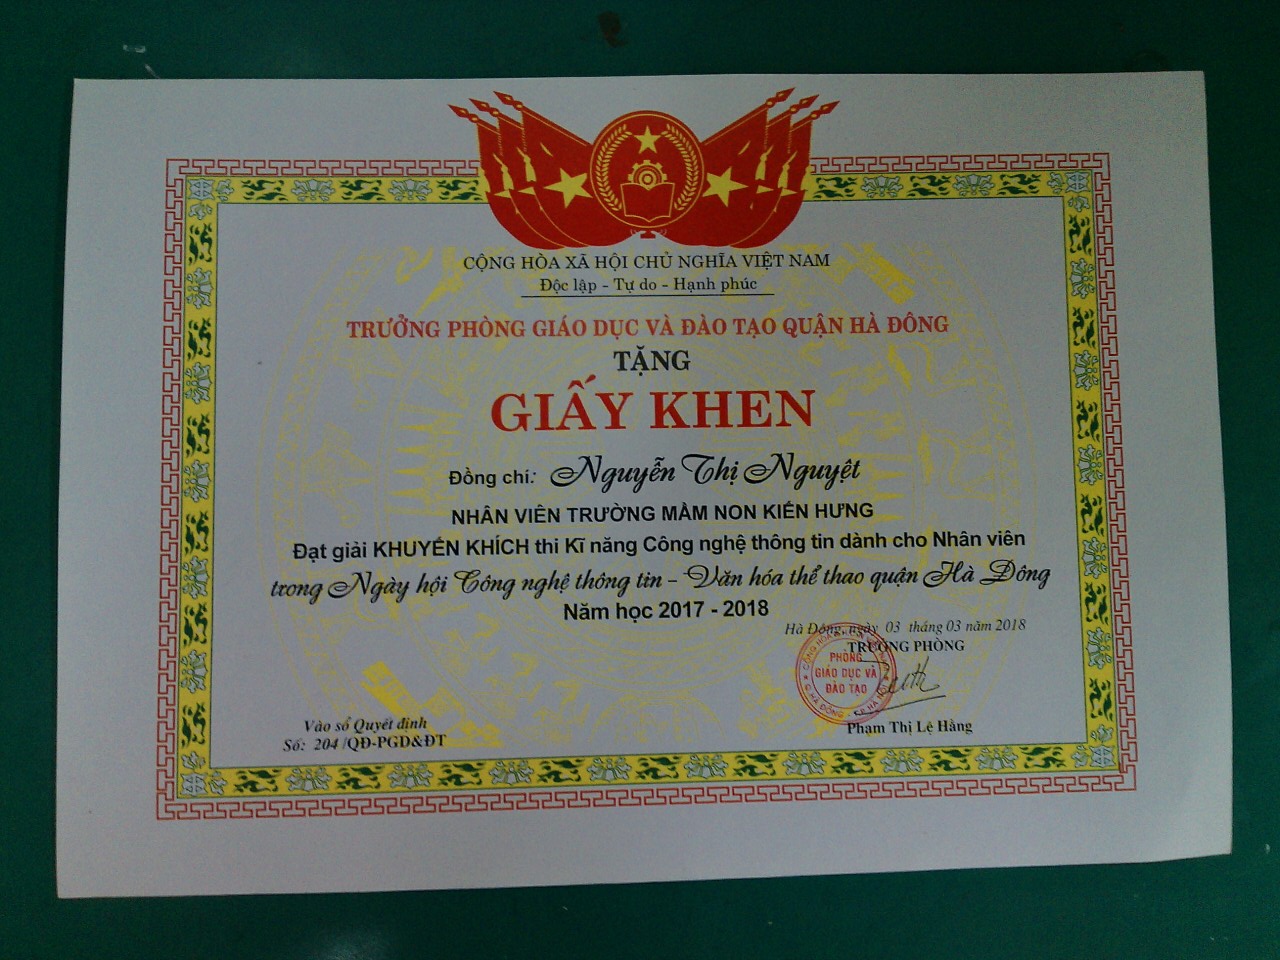 CỘNG HÒA XÃ HỘI CHỦ NGHĨA VIỆT NAM
Độc lập - Tự do - Hạnh phúc
TRƯỞNG PHÒNG GIÁO DỤC VÀ ĐÀO TẠO QUẬN HÀ ĐÔNG
TẶNG
GIẤY KHEN
Đồng chí: Nguyễn Thị Nguyệt
NHÂN VIÊN TRƯỜNG MẦM NON KIẾN HƯNG
Đạt giải KHUYẾN KHÍCH thi Kĩ năng Công nghệ thông tin dành cho Nhân viên
trong Ngày hội Công nghệ thông tin - Văn hóa thể thao quận Hà Đông
Năm học 2017 - 2018
Hà Đông, ngày 03 tháng 03 năm 2018
TRƯỞNG PHÒNG
PHÒNG
GIÁO DỤC VÀ
ĐÀO TẠO
Q.HÀ ĐÔNG
Phạm Thị Lệ Hằng
Vào sổ Quyết định
Số: 204 /QĐ-PGD&ĐT